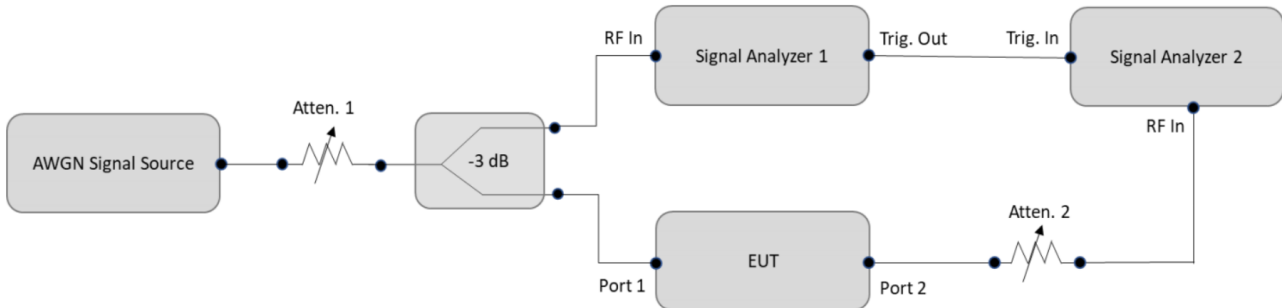 RF In
Signal Analyzer 1
Trig. Out
Trig. In
Signal Analyzer 2
Atten. 1
RF In
AWGN Signal Source
-3 dB
Atten. 2
EUT
Port 1
Port 2